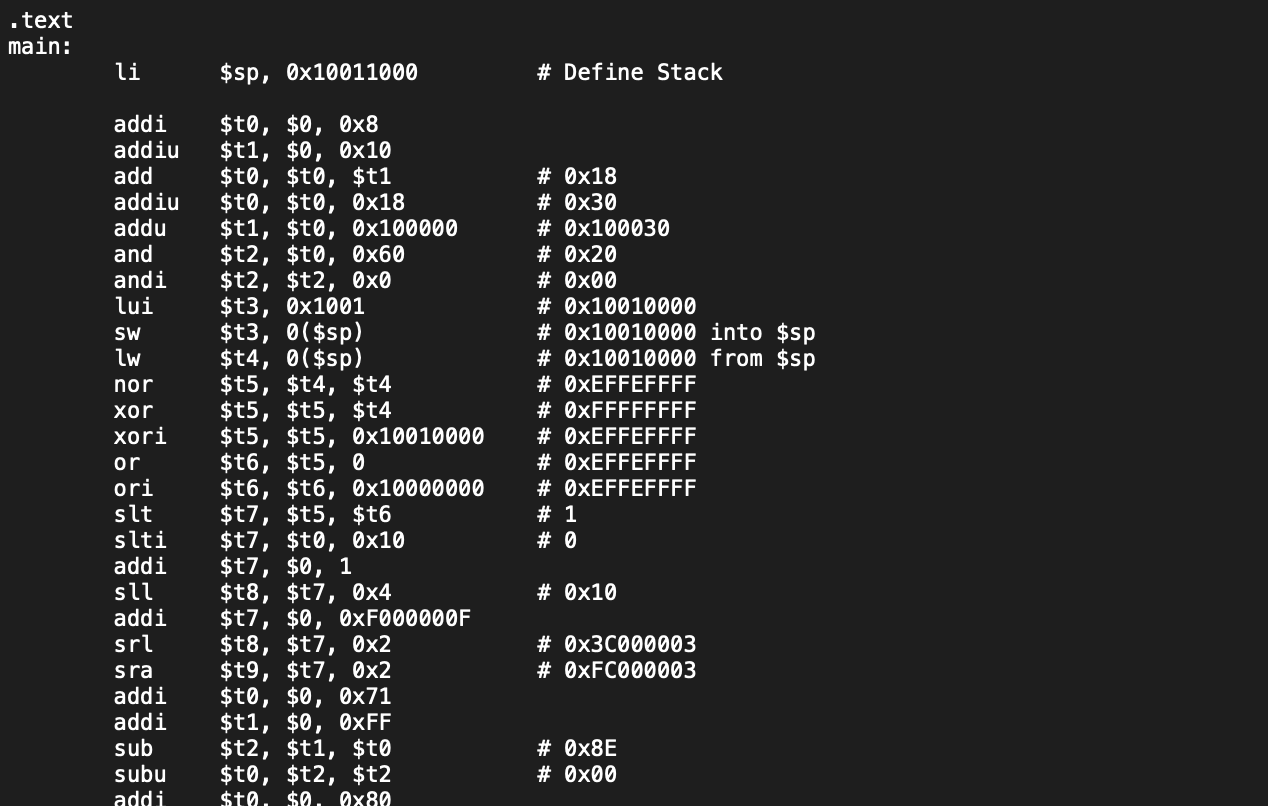 .text
main:
li $sp, 0x10011000 # Define Stack
addi $t0, $0, 0x8
addiu $t1, $0, 0x10
add $t0, $t0, $t1 # 0x18
addiu $t0, $t0, 0x18 # 0x30
addu $t1, $t0, 0x100000 # 0x100030
and $t2, $t0, 0x60 # 0x20
andi $t2, $t2, 0x0 # 0x00
lui $t3, 0x1001 # 0x10010000
sw $t3, 0($sp) # 0x10010000 into $sp
lw $t4, 0($sp) # 0x10010000 from $sp
nor $t5, $t4, $t4 # 0xEFFEFFFF
xor $t5, $t5, $t4 # 0xFFFFFFFF
xori $t5, $t5, 0x10010000 # 0xEFFEFFFF
or $t6, $t5, 0 # 0xEFFEFFFF
ori $t6, $t6, 0x10000000 # 0xEFFEFFFF
slt $t7, $t5, $t6 # 1
slti $t7, $t0, 0x10 # 0
addi $t7, $0, 1
sll $t8, $t7, 0x4 # 0x10
addi $t7, $0, 0xF000000F
srl $t8, $t7, 0x2 # 0x3C000003
sra $t9, $t7, 0x2 # 0xFC000003
addi $t0, $0, 0x71
addi $t1, $0, 0xFF
sub $t2, $t1, $t0 # 0x8E
subu $t0, $t2, $t2 # 0x00
addi $t0, $0, 0x80